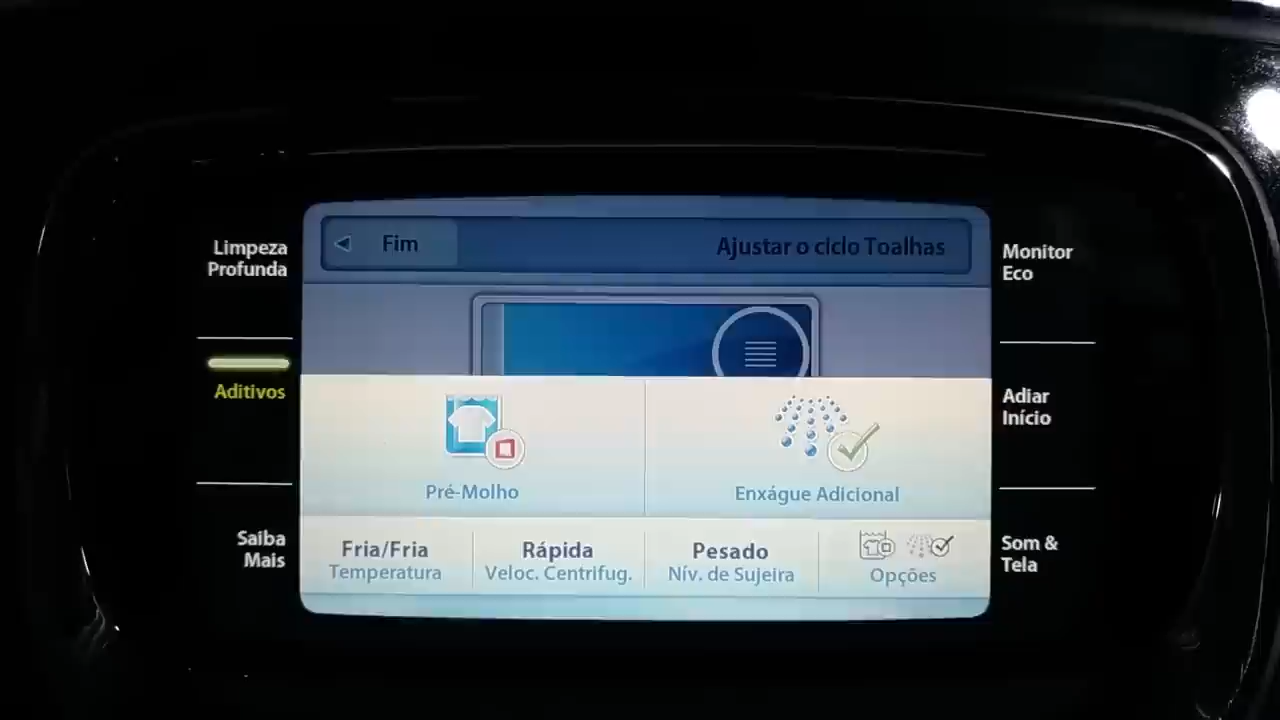 Limpeza
Profunda
Aditivos
Saiba
Mais
Fim
Ajustar o ciclo Toalhas
Pré-Molho
Enxágue Adicional
Fria/Fria
Temperatura
Rápida
Veloc. Centrifug.
Pesado
Nív. de Sujeira
Opções
Monitor
Eco
Adiar
Início
Som &
Tela